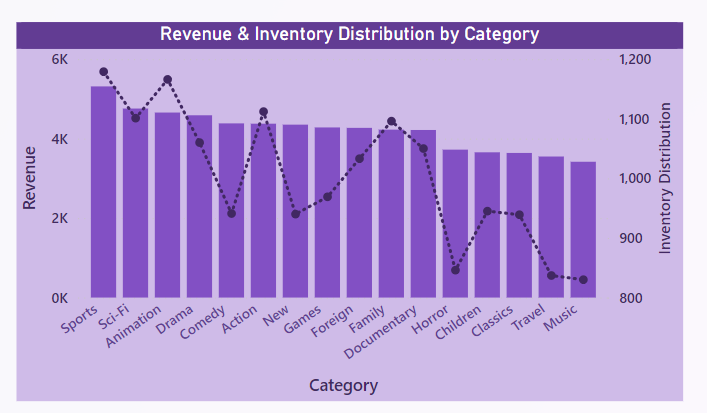 Revenue & Inventory Distribution by Category
6K
4K
2K
0K
Revenue
1,200
1,100
1,000
900
800
Inventory Distribution
Sports
Sci-Fi
Animation
Drama
Comedy
Action
New
Games
Foreign
Family
Documentary
Horror
Children
Classics
Travel
Music
Category